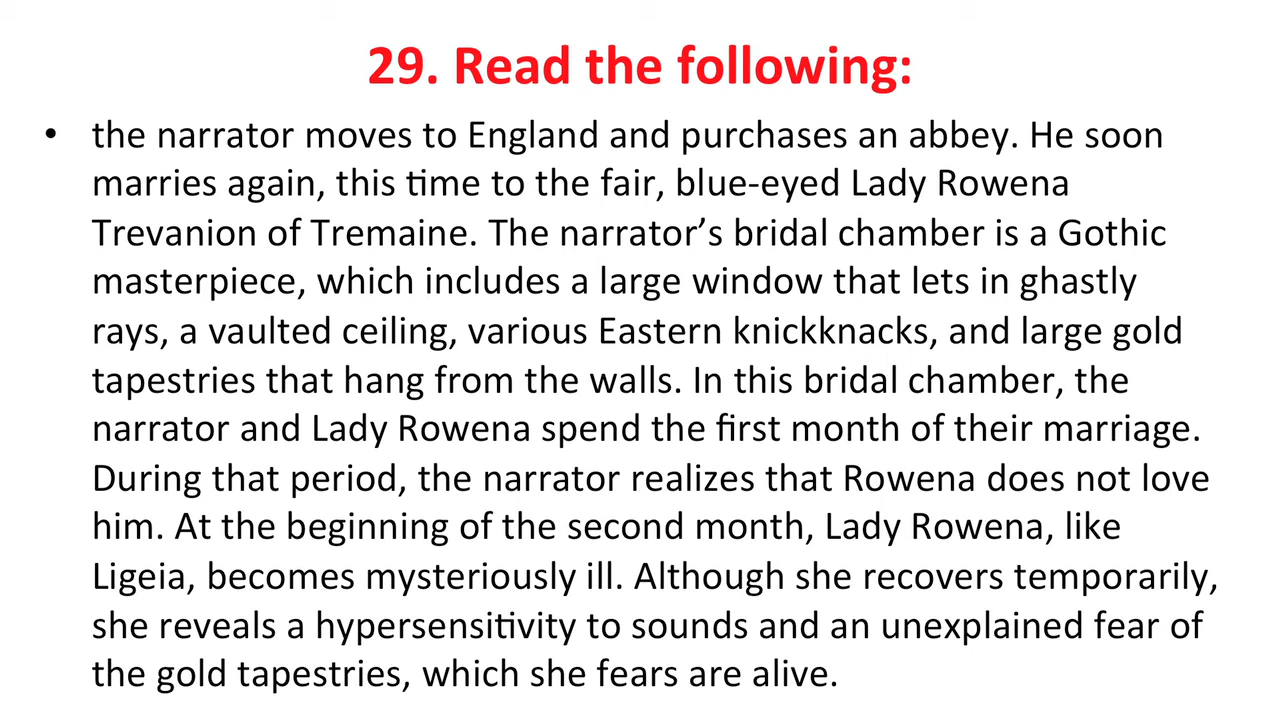 29. Read the following:
• the narrator moves to England and purchases an abbey. He soon
marries again, this time to the fair, blue-eyed Lady Rowena
Trevanion of Tremaine. The narrator’s bridal chamber is a Gothic
masterpiece, which includes a large window that lets in ghastly
rays, a vaulted ceiling, various Eastern knickknacks, and large gold
tapestries that hang from the walls. In this bridal chamber, the
narrator and Lady Rowena spend the first month of their marriage.
During that period, the narrator realizes that Rowena does not love
him. At the beginning of the second month, Lady Rowena, like
Ligeia, becomes mysteriously ill. Although she recovers temporarily,
she reveals a hypersensitivity to sounds and an unexplained fear of
the gold tapestries, which she fears are alive.